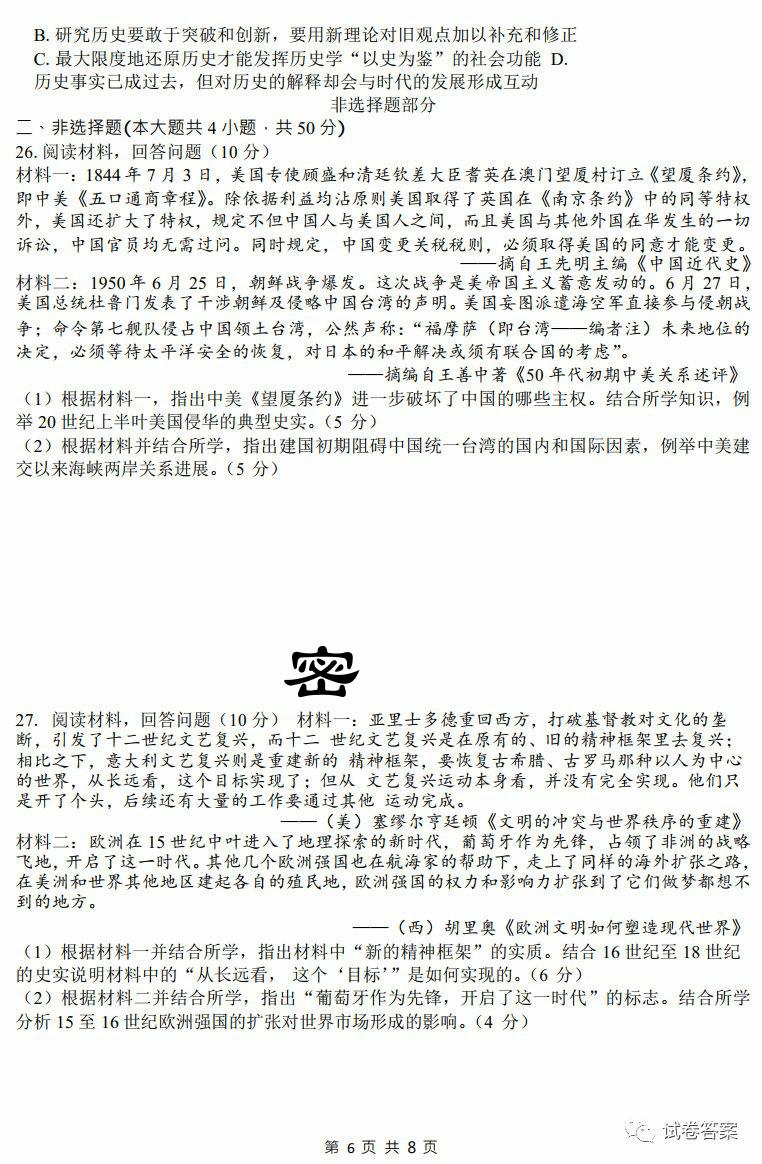 B. 研究历史要敢于突破和创新，要用新理论对旧观点加以补充和修正
C. 最大限度地还原历史才能发挥历史学“以史为鉴”的社会功能 D.
历史事实已成过去，但对历史的解释却会与时代的发展形成互动
非选择题部分
二、非选择题(本大题共 4 小题，共 50 分)
26. 阅读材料，回答问题（10 分）
材料一：1844 年 7 月 3 日，美国专使顾盛和清廷钦差大臣耆英在澳门望厦村订立《望厦条约》，
即中美《五口通商章程》。除依据利益均沾原则美国取得了英国在《南京条约》中的同等特权
外，美国还扩大了特权，规定不但中国人与美国人之间，而且美国与其他外国在华发生的一切
诉讼，中国官员均无需过问。同时规定，中国变更关税税则，必须取得美国的同意才能变更。
——摘自王先明主编《中国近代史》
材料二：1950 年 6 月 25 日，朝鲜战争爆发。这次战争是美帝国主义蓄意发动的。6 月 27 日，
美国总统杜鲁门发表了干涉朝鲜及侵略中国台湾的声明。美国妄图派遣海空军直接参与侵朝战
争；命令第七舰队侵占中国领土台湾，公然声称：“福摩萨（即台湾——编者注）未来地位的
决定，必须等待太平洋安全的恢复，对日本的和平解决或须有联合国的考虑”。
——摘编自王善中著《50 年代初期中美关系述评》
（1）根据材料一，指出中美《望厦条约》进一步破坏了中国的哪些主权。结合所学知识，例
举 20 世纪上半叶美国侵华的典型史实。（5 分）
（2）根据材料并结合所学，指出建国初期阻碍中国统一台湾的国内和国际因素，例举中美建
交以来海峡两岸关系进展。（5 分）
密
27. 阅读材料，回答问题（10 分） 材料一：亚里士多德重回西方，打破基督教对文化的垄
断，引发了十二世纪文艺复兴，而十二 世纪文艺复兴是在原有的、旧的精神框架里去复兴；
相比之下，意大利文艺复兴则是重建新的 精神框架，要恢复古希腊、古罗马那种以人为中心
的世界，从长远看，这个目标实现了；但从 文艺复兴运动本身看，并没有完全实现。他们只
是开了个头，后续还有大量的工作要通过其他 运动完成。
——（美）塞缪尔亨廷顿《文明的冲突与世界秩序的重建》
材料二：欧洲在 15 世纪中叶进入了地理探索的新时代，葡萄牙作为先锋，占领了非洲的战略
飞地，开启了这一时代。其他几个欧洲强国也在航海家的帮助下，走上了同样的海外扩张之路，
在美洲和世界其他地区建起各自的殖民地，欧洲强国的权力和影响力扩张到了它们做梦都想不
到的地方。
——（西）胡里奥《欧洲文明如何塑造现代世界》
（1）根据材料一并结合所学，指出材料中“新的精神框架”的实质。结合 16 世纪至 18 世纪
的史实说明材料中的“从长远看， 这个‘目标’”是如何实现的。（6 分）
（2）根据材料二并结合所学，指出“葡萄牙作为先锋，开启了这一时代”的标志。结合所学
分析 15 至 16 世纪欧洲强国的扩张对世界市场形成的影响。（4 分）
试卷答案
第 6 页 共 8 页